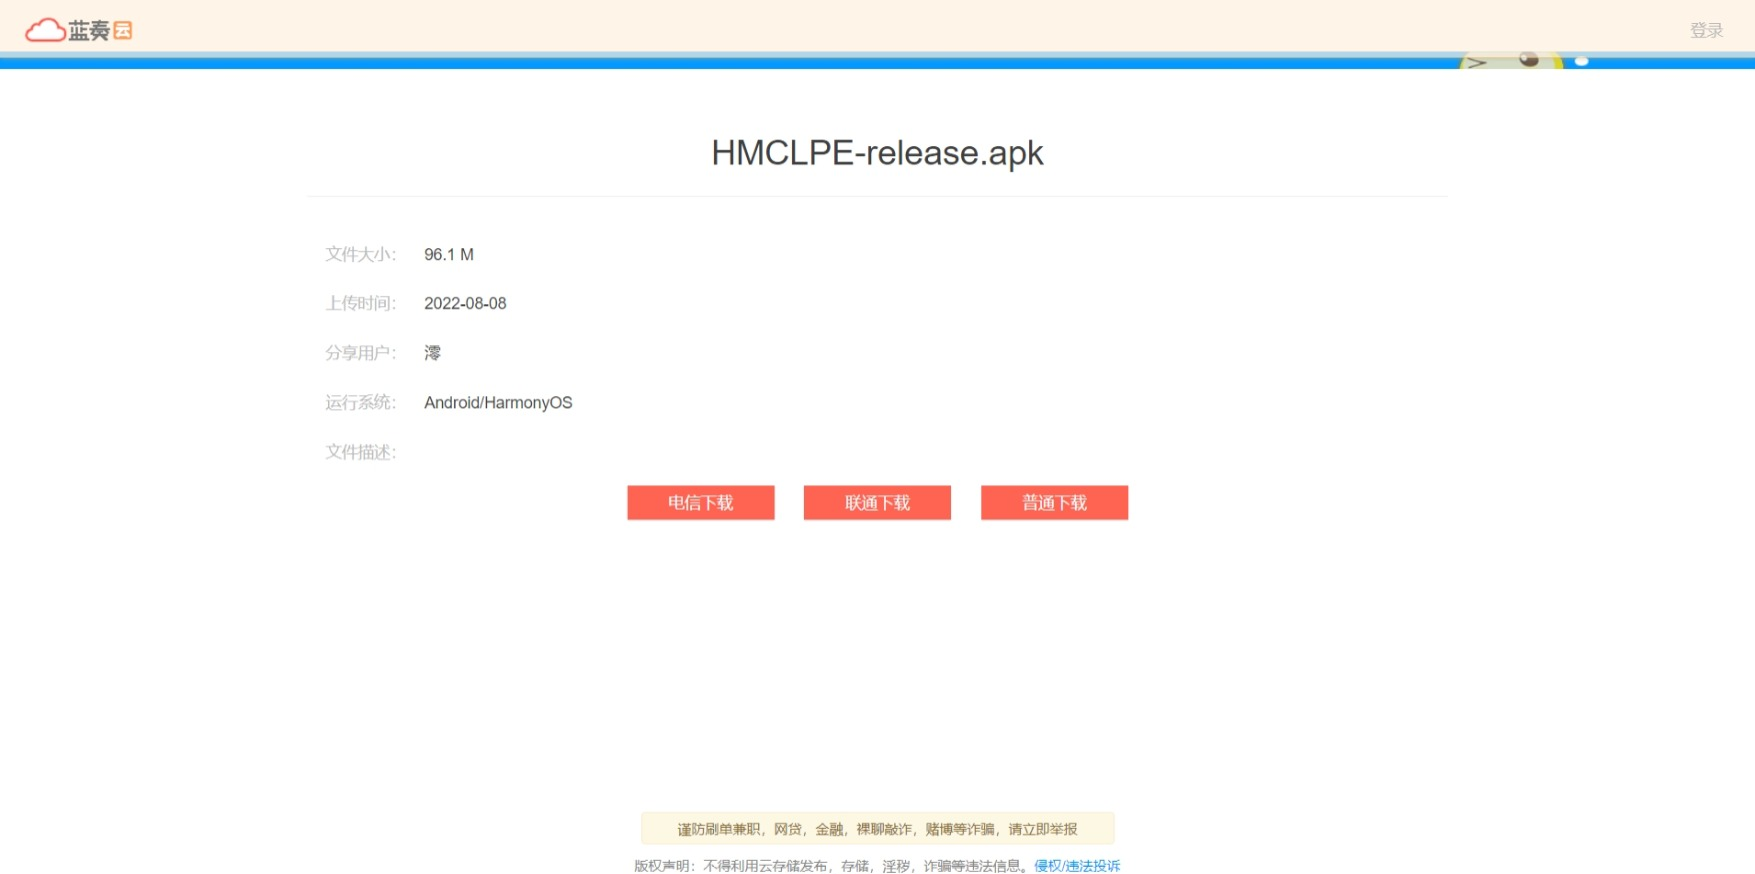 蓝奏云
登录
HMCLPE-release.apk
文件大小： 96.1 M
上传时间： 2022-08-08
分享用户： 澪
运行系统： Android/HarmonyOS
文件描述：
电信下载 联通下载 普通下载
谨防刷单兼职，网贷，金融，裸聊敲诈，赌博等诈骗，请立即举报
版权声明：不得利用云存储发布，存储，淫秽，诈骗等违法信息。侵权/违法投诉